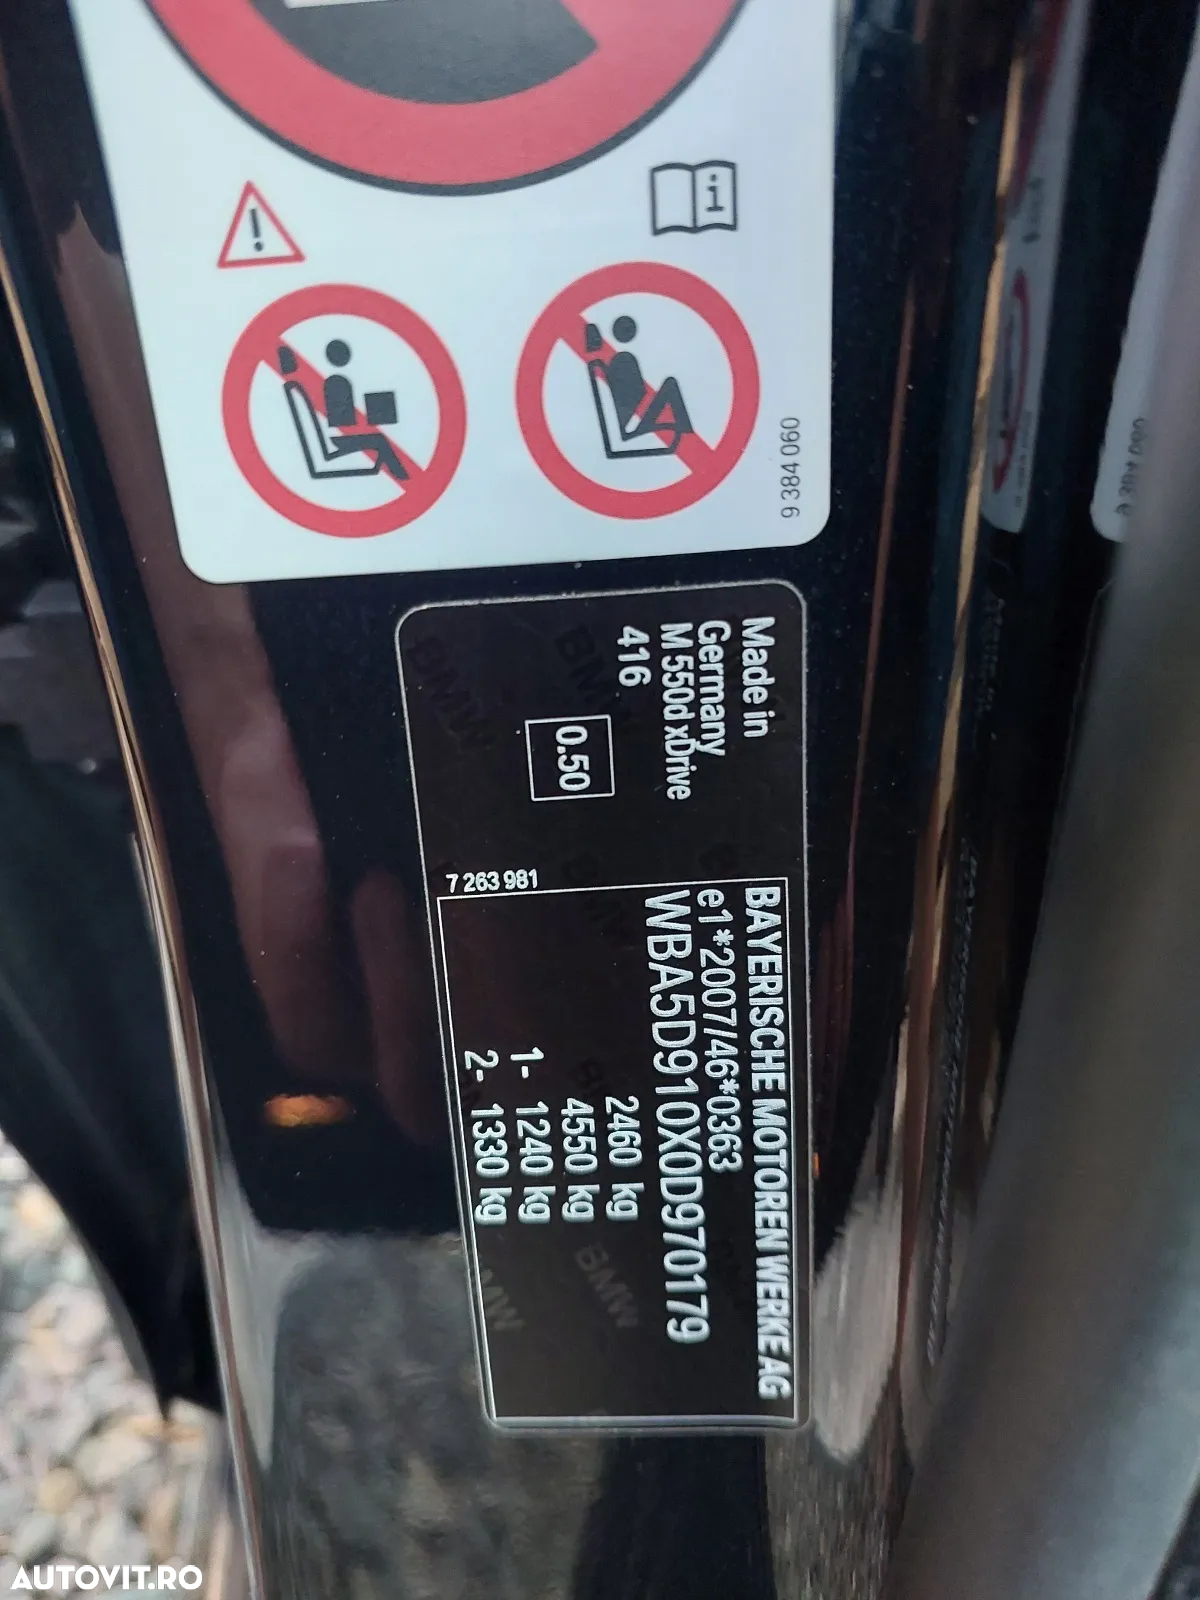 9 384 060
Made in
Germany
M 550d xDrive
416
0.50
7 263 981
BAYERISCHE MOTOREN WERKE AG
e1*2007/46*0363
WBA5D910X0D970179
2460 kg
4550 kg
1- 1240 kg
2- 1330 kg
AUTOVIT.RO